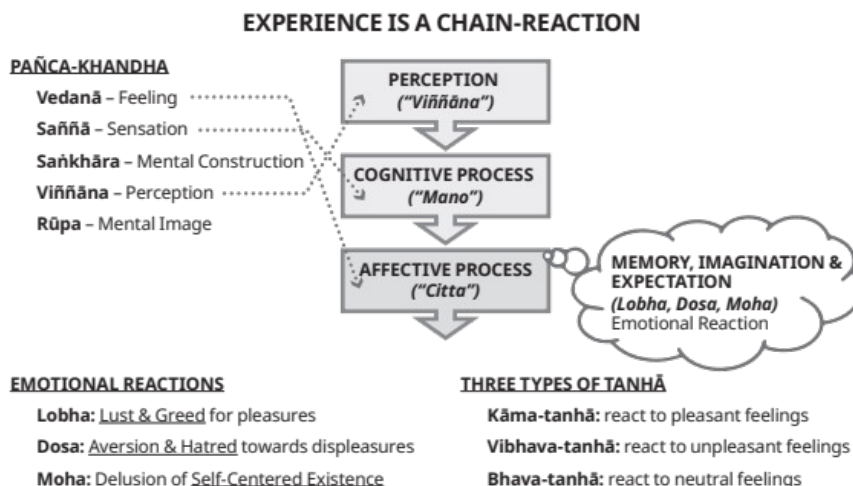 EXPERIENCE IS A CHAIN-REACTION
PAÑCA-KHANDHA
Vedanā – Feeling
Saññā – Sensation
Saṅkhāra – Mental Construction
Viññāna – Perception
Rūpa – Mental Image
PERCEPTION
(“Viññāna”)
COGNITIVE PROCESS
(“Mano”)
AFFECTIVE PROCESS
(“Citta”)
MEMORY, IMAGINATION &
EXPECTATION
(Lobha, Dosa, Moha)
Emotional Reaction
EMOTIONAL REACTIONS
Lobha: Lust & Greed for pleasures
Dosa: Aversion & Hatred towards displeasures
Moha: Delusion of Self-Centered Existence
THREE TYPES OF TANHĀ
Kāma-tanhā: react to pleasant feelings
Vibhava-tanhā: react to unpleasant feelings
Bhava-tanhā: react to neutral feelings